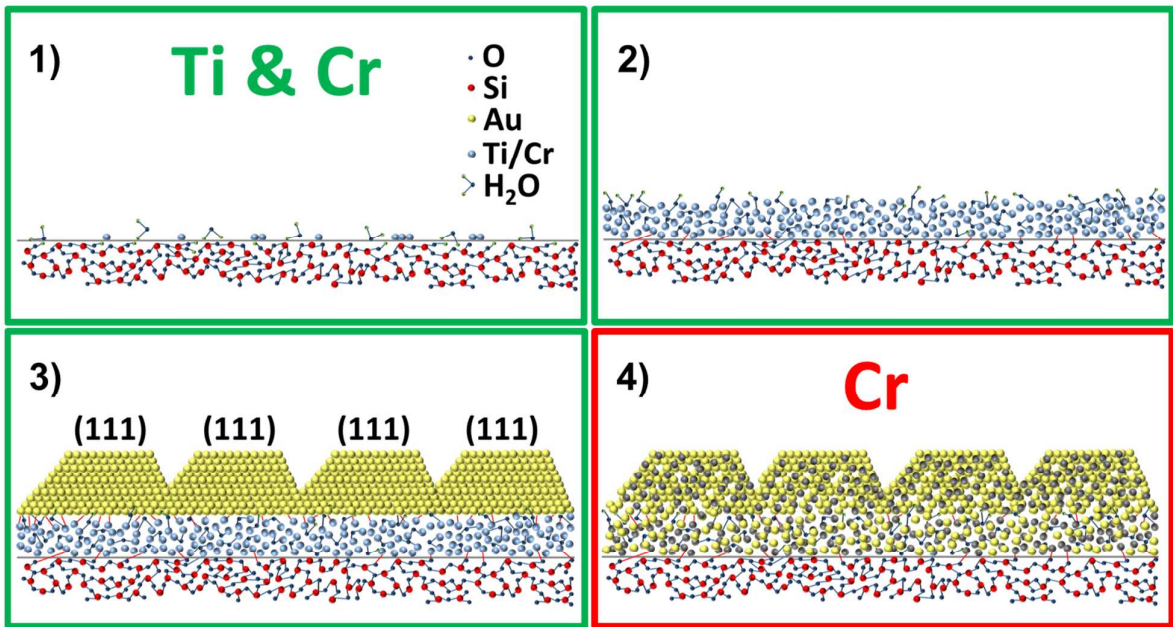 1)
Ti & Cr
O
Si
Au
Ti/Cr
H₂O
2)
3)
(111) (111) (111) (111)
4)
Cr